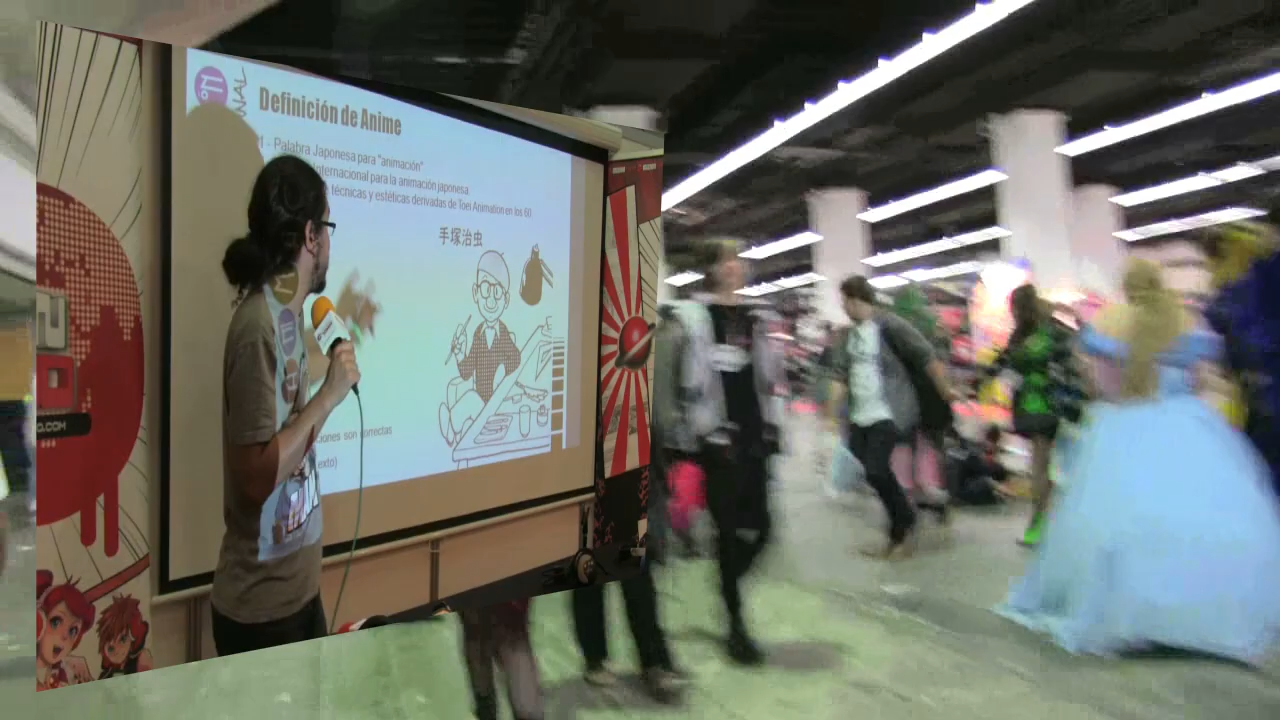 Definición de Anime
1 - Palabra Japonesa para "animación"
internacional para la animación japonesa
técnicas y estéticas derivadas de Toei Animation en los 60
手塚治虫
ciones son correctas
exto)